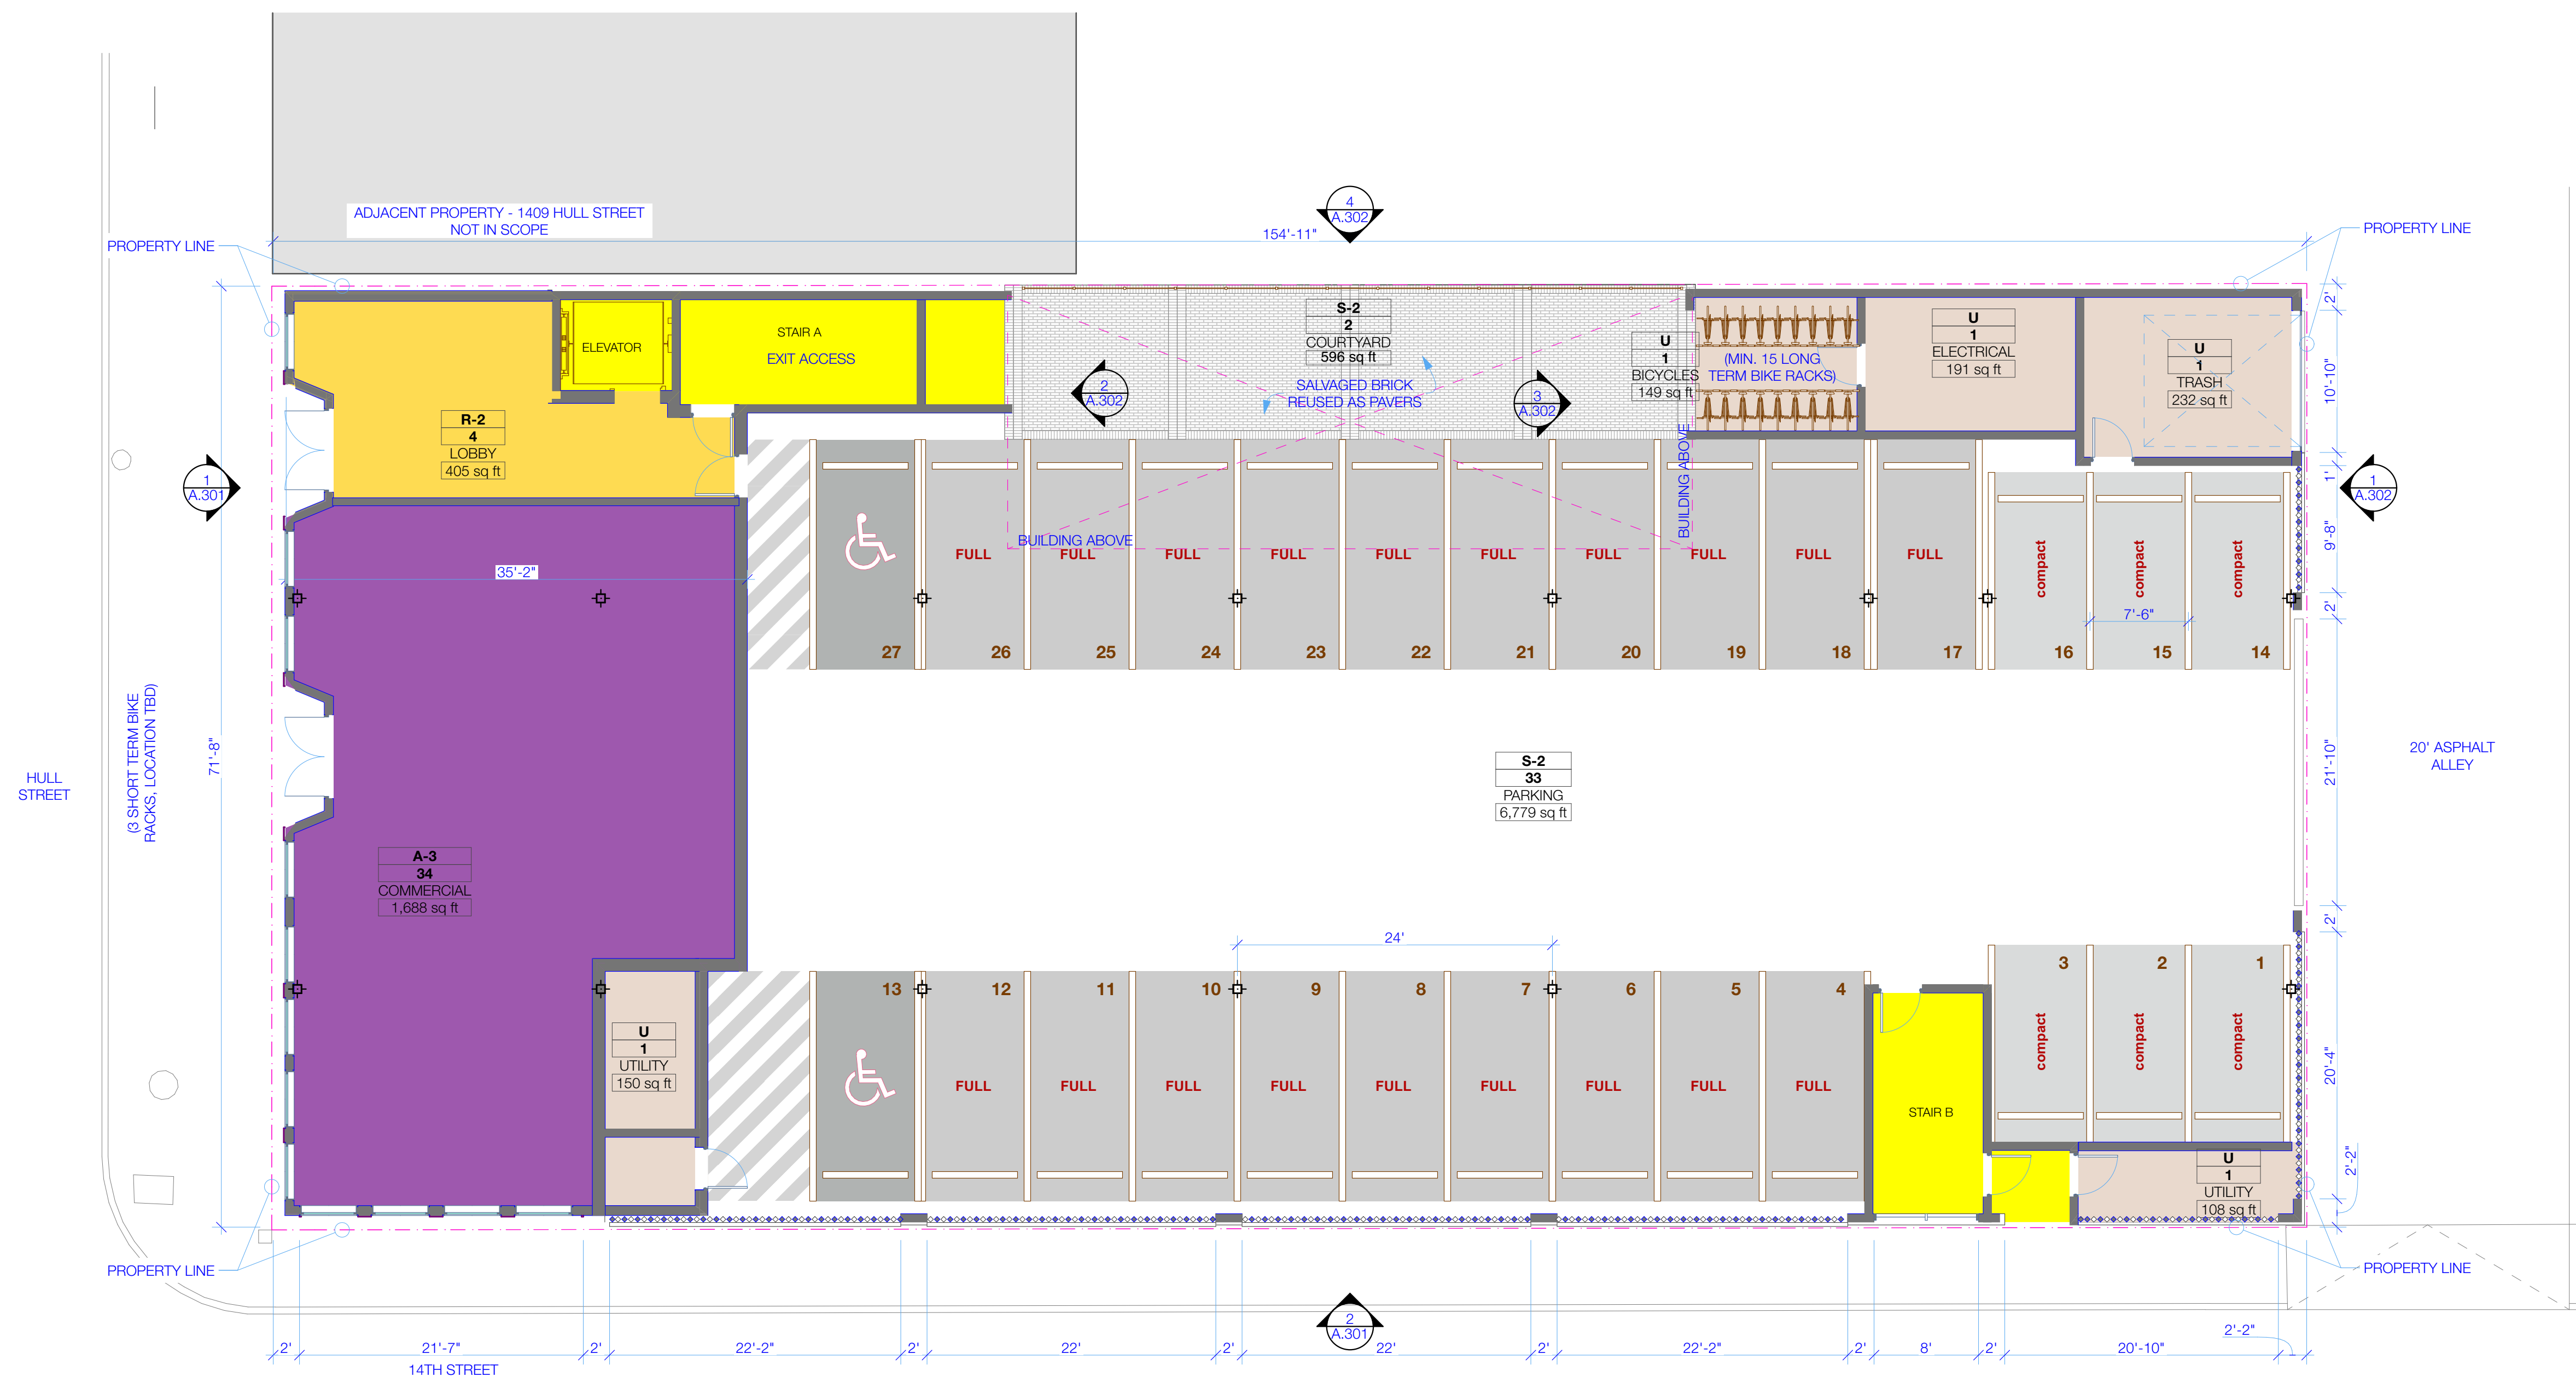 ADJACENT PROPERTY - 1409 HULL STREET
NOT IN SCOPE
4
A.302
154'-11"
PROPERTY LINE
PROPERTY LINE
STAIR A
EXIT ACCESS
ELEVATOR
S-2
2
COURTYARD
596 sq ft
SALVAGED BRICK
REUSED AS PAVERS
2
A.302
3
A.302
U
1
BICYCLES
149 sq ft
(MIN. 15 LONG
TERM BIKE RACKS)
U
1
ELECTRICAL
191 sq ft
U
1
TRASH
232 sq ft
2'
10'-10"
1'
9'-8"
2'
21'-10"
2'
20'-4"
2'-2"
R-2
4
LOBBY
405 sq ft
1
A.301
1
A.302
BUILDING ABOVE
BUILDING ABOVE
35'-2"
FULL
FULL
FULL
FULL
FULL
FULL
FULL
FULL
FULL
FULL
compact
compact
compact
7'-6"
27
26
25
24
23
22
21
20
19
18
17
16
15
14
71'-8"
(3 SHORT TERM BIKE
RACKS, LOCATION TBD)
HULL
STREET
S-2
33
PARKING
6,779 sq ft
20' ASPHALT
ALLEY
A-3
34
COMMERCIAL
1,688 sq ft
24'
13
12
11
10
9
8
7
6
5
4
3
2
1
U
1
UTILITY
150 sq ft
FULL
FULL
FULL
FULL
FULL
FULL
FULL
FULL
FULL
compact
compact
compact
STAIR B
U
1
UTILITY
108 sq ft
PROPERTY LINE
PROPERTY LINE
2
A.301
2'
21'-7"
2'
22'-2"
2'
22'
2'
22'
2'
22'-2"
2'
8'
2'
20'-10"
2'-2"
14TH STREET